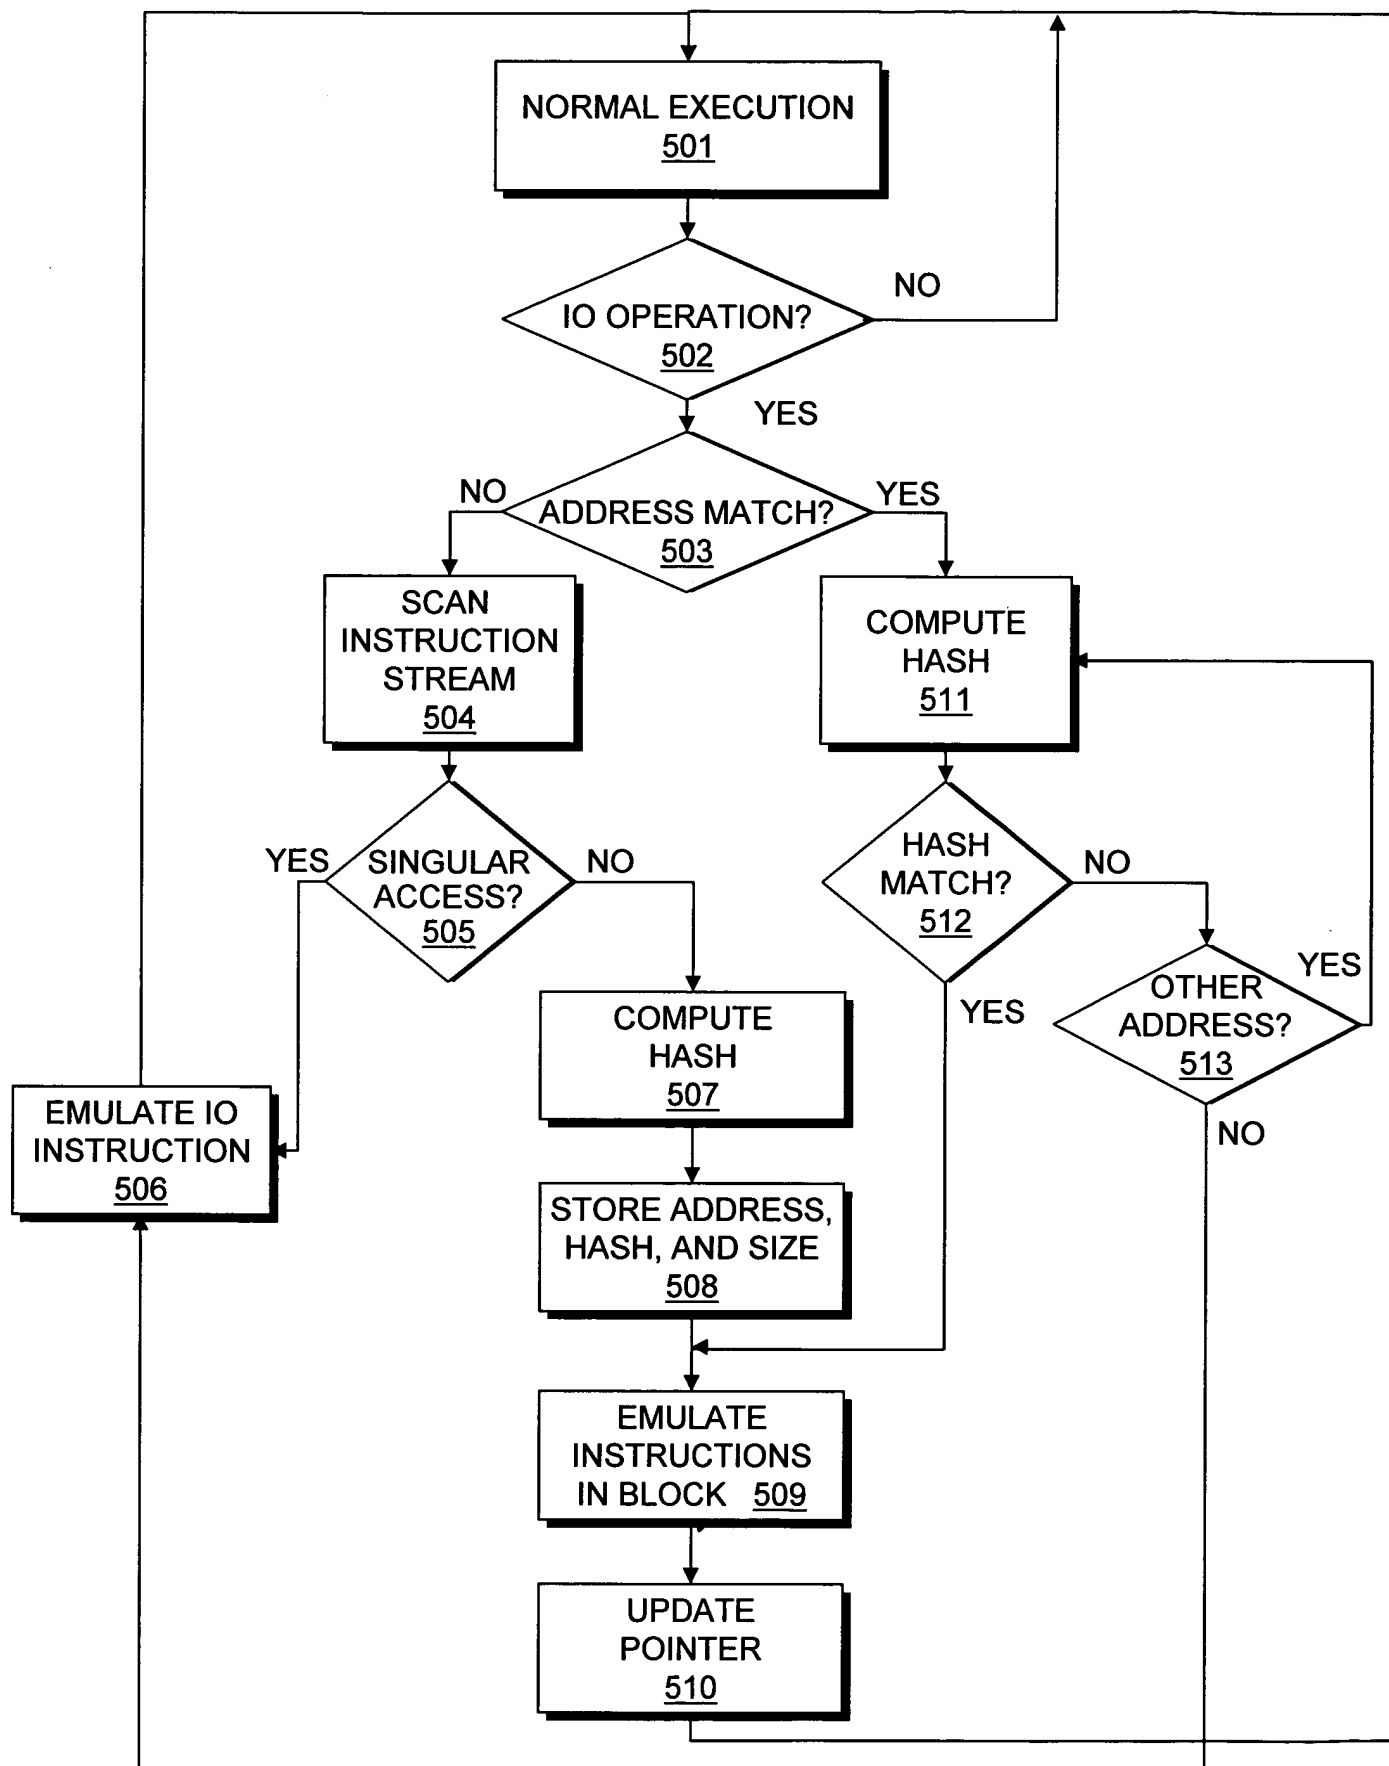 NORMAL EXECUTION
501
NO
IO OPERATION?
502
YES
NO
YES
ADDRESS MATCH?
503
SCAN
INSTRUCTION
STREAM
504
COMPUTE
HASH
511
YES
SINGULAR
ACCESS?
505
NO
HASH
MATCH?
512
NO
YES
OTHER
ADDRESS?
513
YES
NO
COMPUTE
HASH
507
EMULATE IO
INSTRUCTION
506
STORE ADDRESS,
HASH, AND SIZE
508
EMULATE
INSTRUCTIONS
IN BLOCK 509
UPDATE
POINTER
510